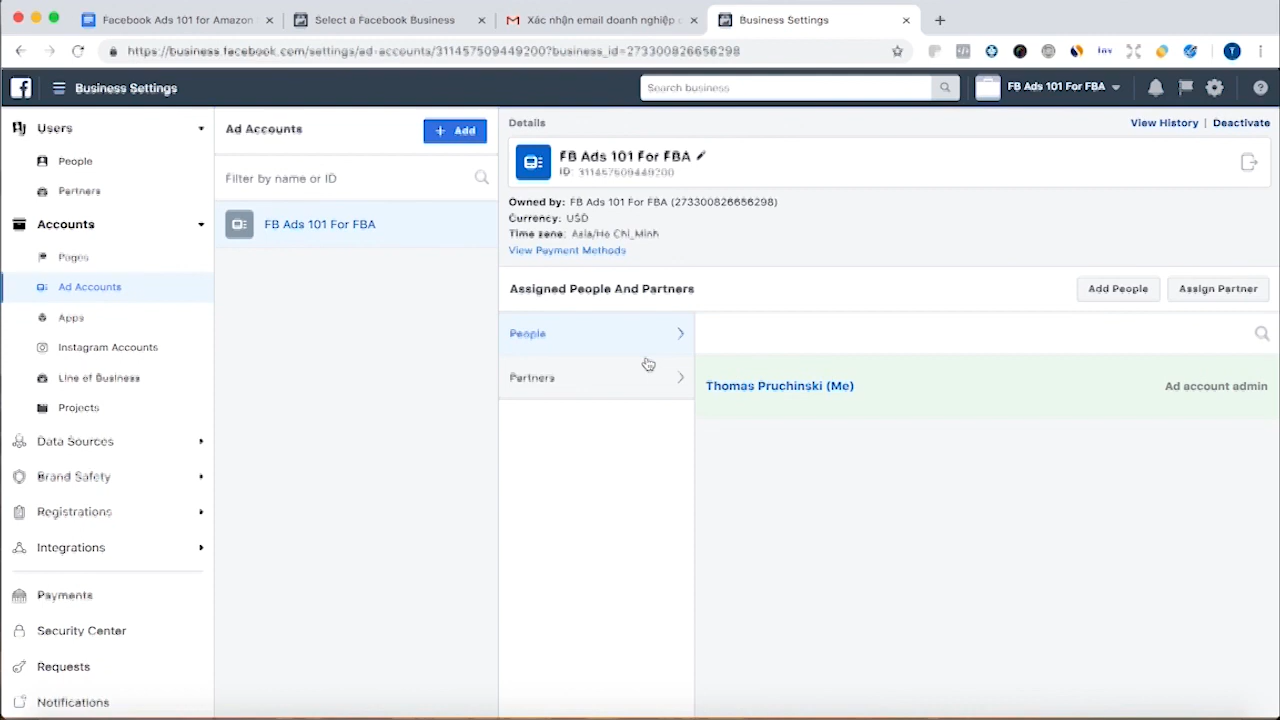 Facebook Ads 101 for Amazon
Select a Facebook Business
Xác nhận email doanh nghiệp
Business Settings
https://business.facebook.com/settings/ad-accounts/311457509449200?business_id=273300826656298
Business Settings
Search business
FB Ads 101 For FBA
Users
People
Partners
Accounts
Pages
Ad Accounts
Apps
Instagram Accounts
Line of Business
Projects
Data Sources
Brand Safety
Registrations
Integrations
Payments
Security Center
Requests
Notifications
Ad Accounts
+ Add
Filter by name or ID
FB Ads 101 For FBA
Details
View History | Deactivate
FB Ads 101 For FBA
ID: 311457509449200
Owned by: FB Ads 101 For FBA (273300826656298)
Currency: USD
Time zone: Asia/Ho_Chi_Minh
View Payment Methods
Assigned People And Partners
Add People
Assign Partner
People
Partners
Thomas Pruchinski (Me)
Ad account admin